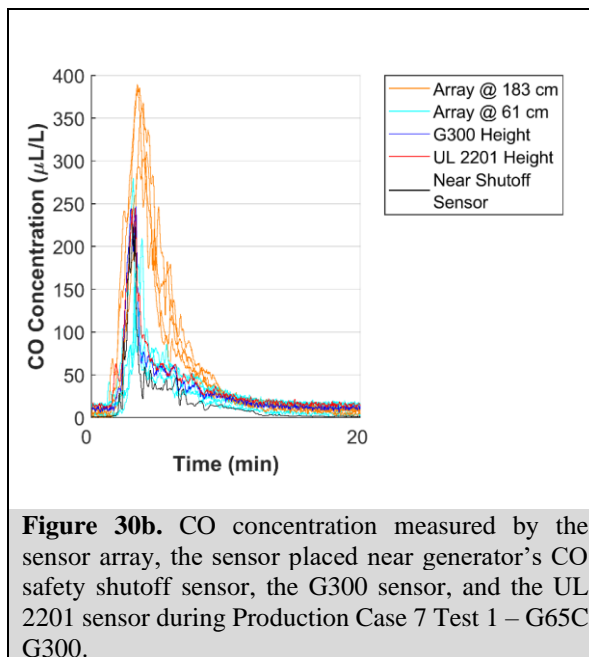 400
350
300
250
200
150
100
50
0
CO Concentration (μL/L)
0
20
Time (min)
Array @ 183 cm
Array @ 61 cm
G300 Height
UL 2201 Height
Near Shutoff
Sensor
Figure 30b. CO concentration measured by the
sensor array, the sensor placed near generator's CO
safety shutoff sensor, the G300 sensor, and the UL
2201 sensor during Production Case 7 Test 1 – G65C
G300.